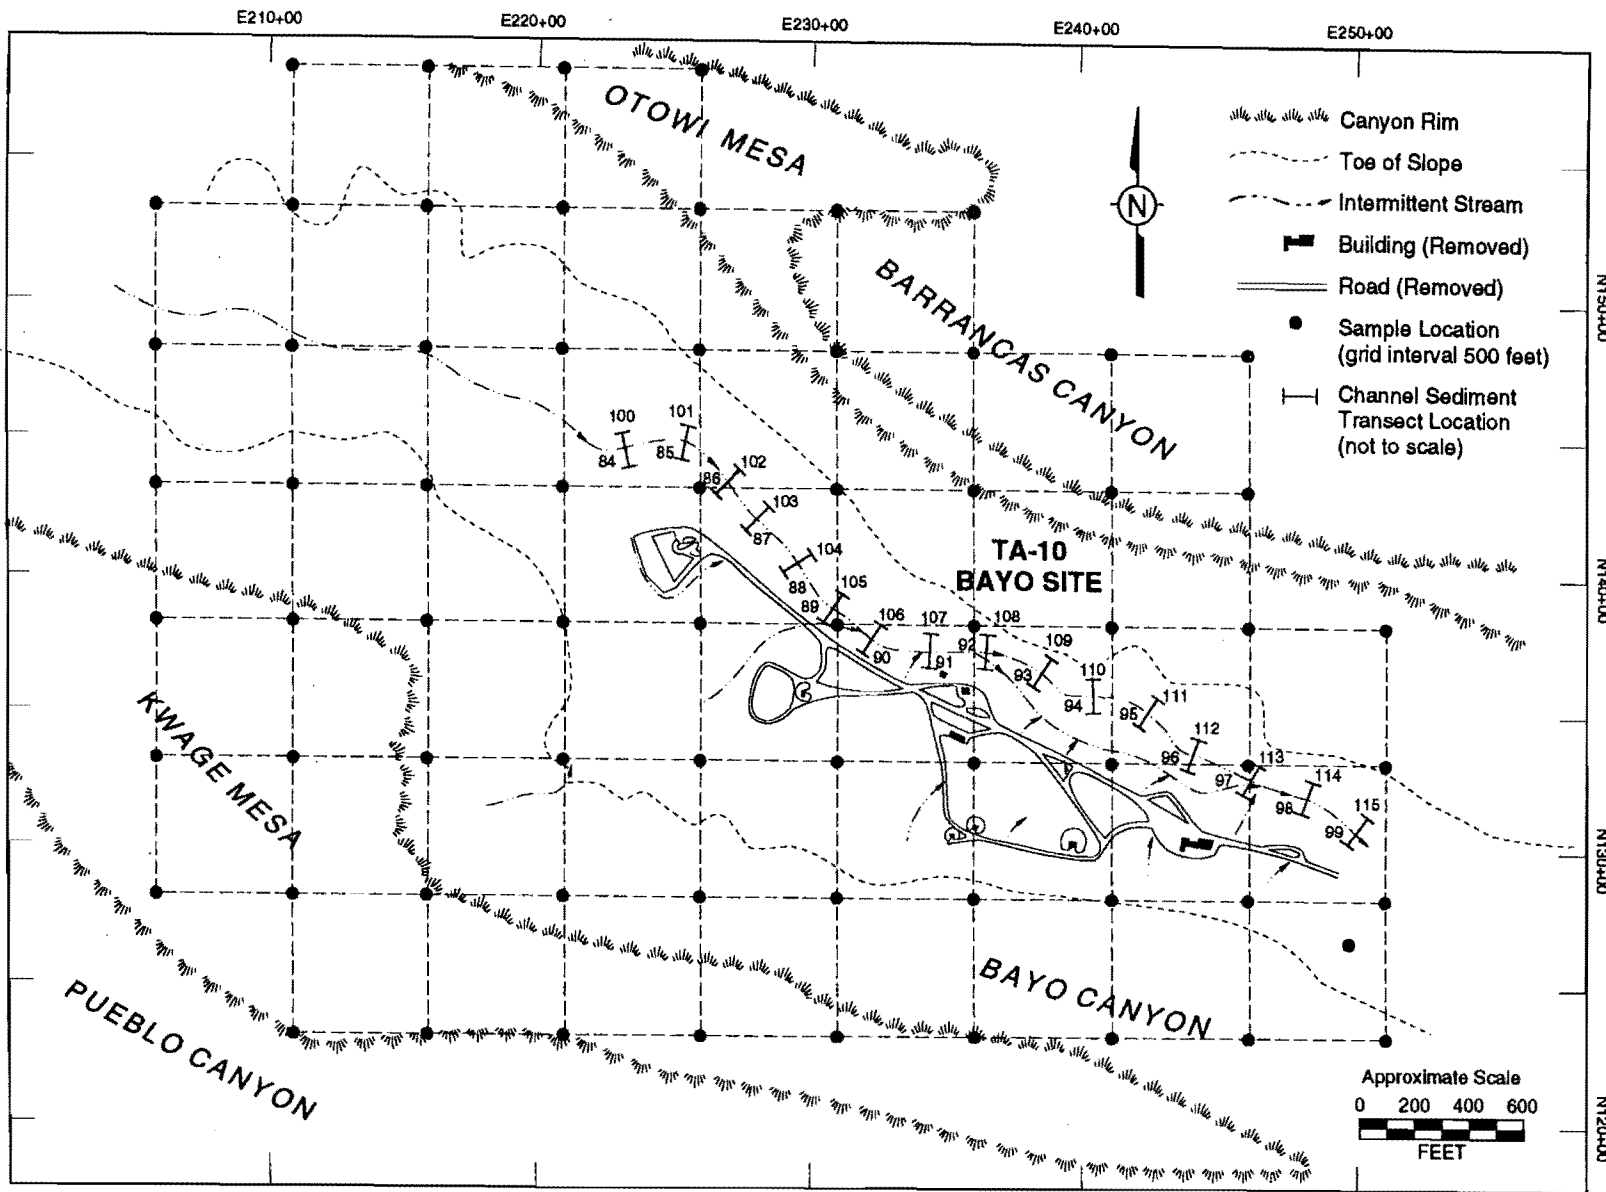 E210+00
E220+00
E230+00
E240+00
E250+00
OTOWI MESA
N
Canyon Rim
Toe of Slope
Intermittent Stream
Building (Removed)
Road (Removed)
Sample Location
(grid interval 500 feet)
Channel Sediment
Transect Location
(not to scale)
N150+00
BARRANCAS CANYON
100
101
84
85
102
86
103
87
TA-10
BAYO SITE
104
88
N140+00
105
89
106
107
108
90
91
92
109
93
110
94
111
95
112
96
113
97
114
98
115
99
KWAGE MESA
N130+00
BAYO CANYON
PUEBLO CANYON
Approximate Scale
0 200 400 600
FEET
N120+00